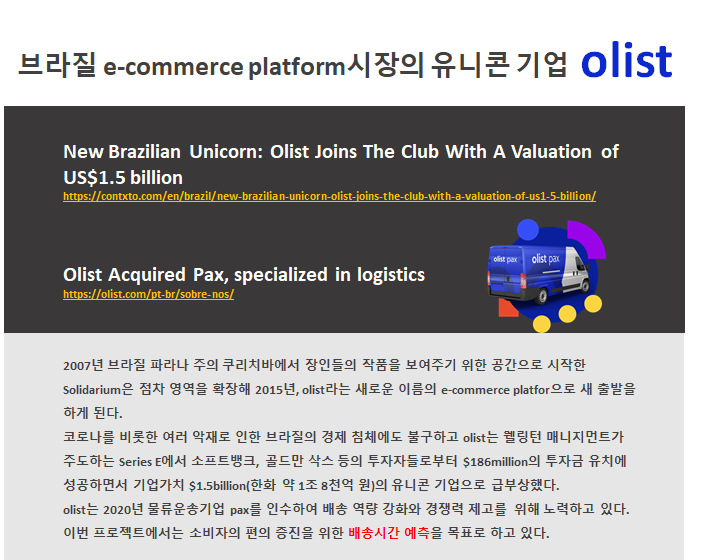 브라질 e-commerce platform시장의 유니콘 기업 olist
New Brazilian Unicorn: Olist Joins The Club With A Valuation of
US$1.5 billion
https://contxto.com/en/brazil/new-brazilian-unicorn-olist-joins-the-club-with-a-valuation-of-us1-5-billion/
olist pax olist pax
Olist Acquired Pax, specialized in logistics
https://olist.com/pt-br/sobre-nos/
2007년 브라질 파라나 주의 쿠리치바에서 장인들의 작품을 보여주기 위한 공간으로 시작한
Solidarium은 점차 영역을 확장해 2015년, olist라는 새로운 이름의 e-commerce platfor으로 새 출발을
하게 된다.
코로나를 비롯한 여러 악재로 인한 브라질의 경제 침체에도 불구하고 olist는 웰링턴 매니지먼트가
주도하는 Series E에서 소프트뱅크, 골드만 삭스 등의 투자자들로부터 $186million의 투자금 유치에
성공하면서 기업가치 $1.5billion(한화 약 1조 8천억 원)의 유니콘 기업으로 급부상했다.
olist는 2020년 물류운송기업 pax를 인수하여 배송 역량 강화와 경쟁력 제고를 위해 노력하고 있다.
이번 프로젝트에서는 소비자의 편의 증진을 위한 배송시간 예측을 목표로 하고 있다.